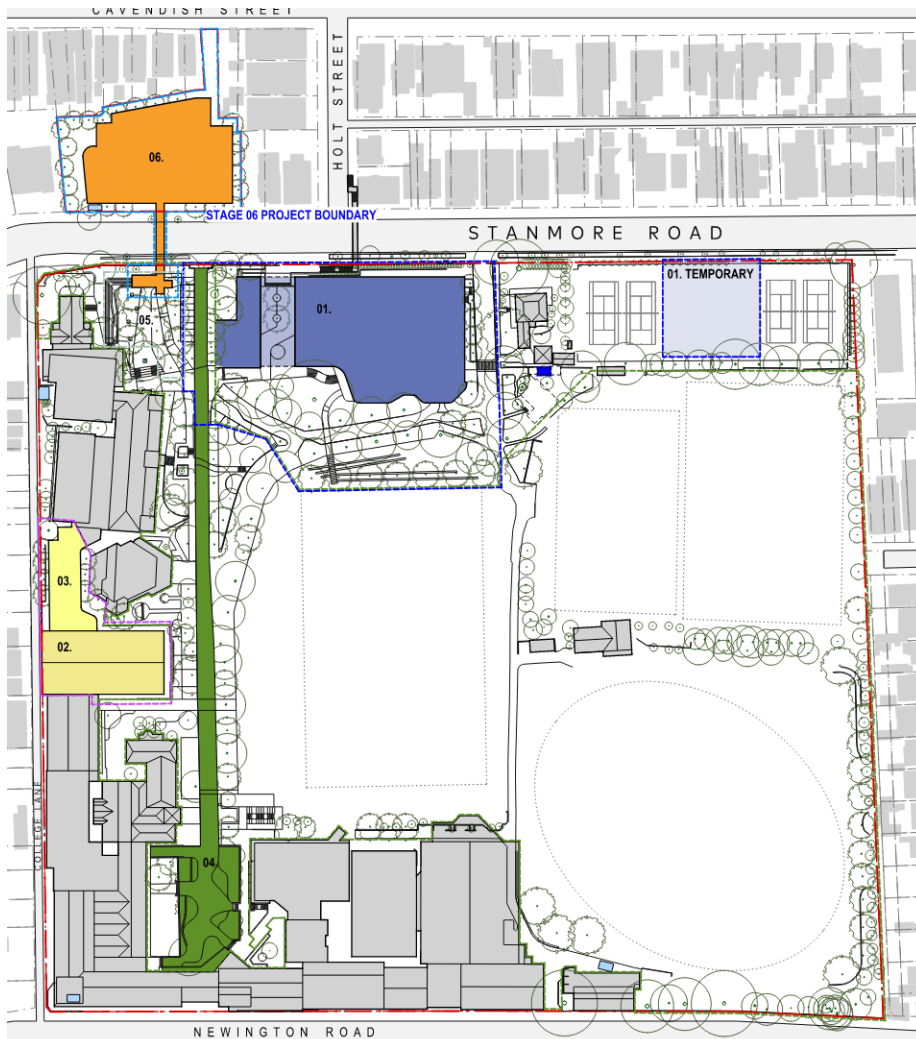 CAVENDISH STREET
HOLT STREET
06.
STAGE 06 PROJECT BOUNDARY
STANMORE ROAD
01. TEMPORARY
05.
01.
03.
02.
COLLEGE LANE
04.
NEWINGTON ROAD